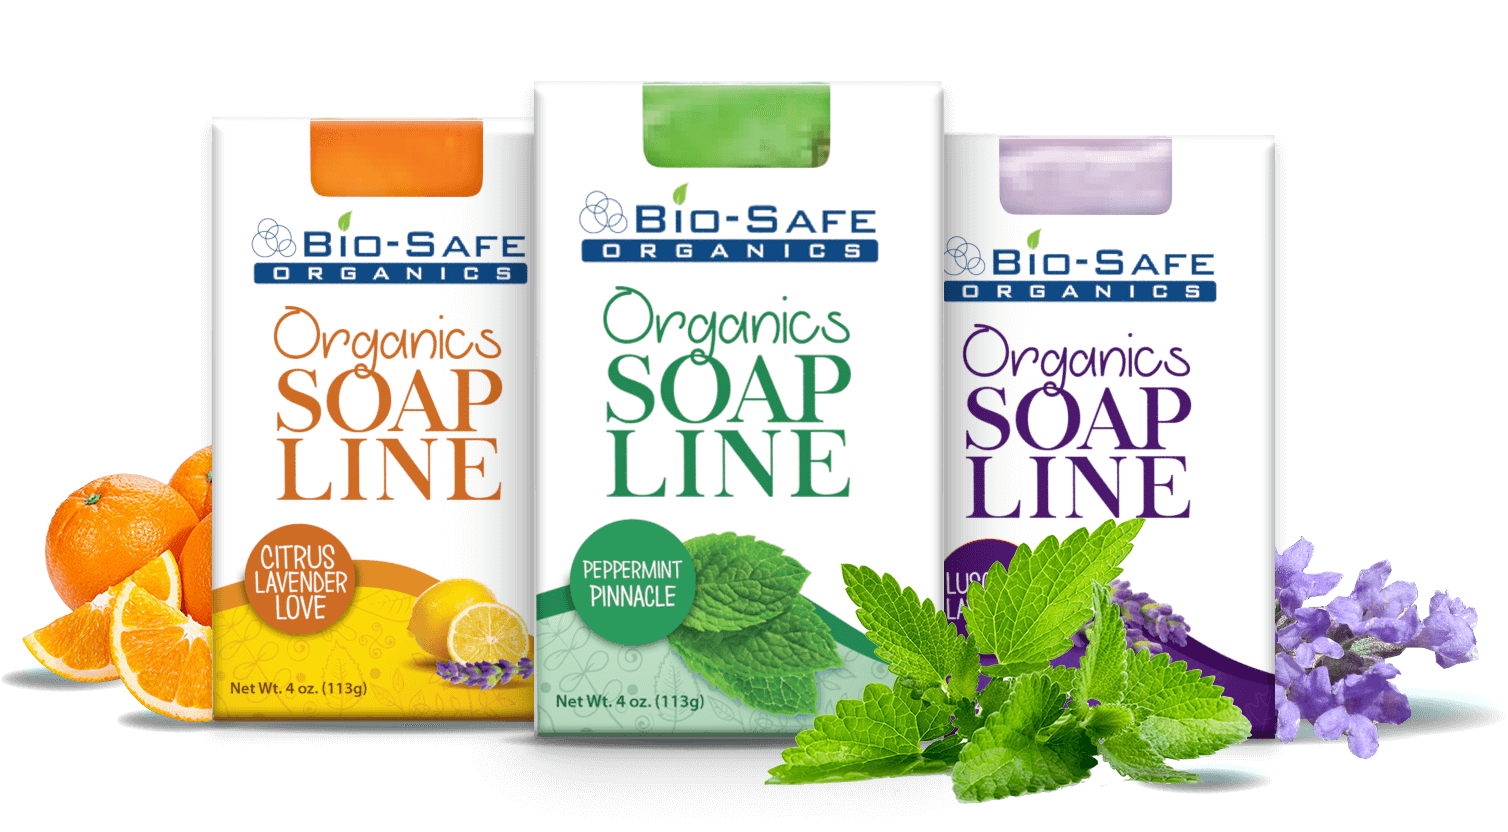 BIO-SAFE
ORGANICS
Organics
SOAP
LINE
CITRUS
LAVENDER
LOVE
Net Wt. 4 oz. (113g)
BIO-SAFE
ORGANICS
Organics
SOAP
LINE
PEPPERMINT
PINNACLE
Net Wt. 4 oz. (113g)
BIO-SAFE
ORGANICS
Organics
SOAP
LINE